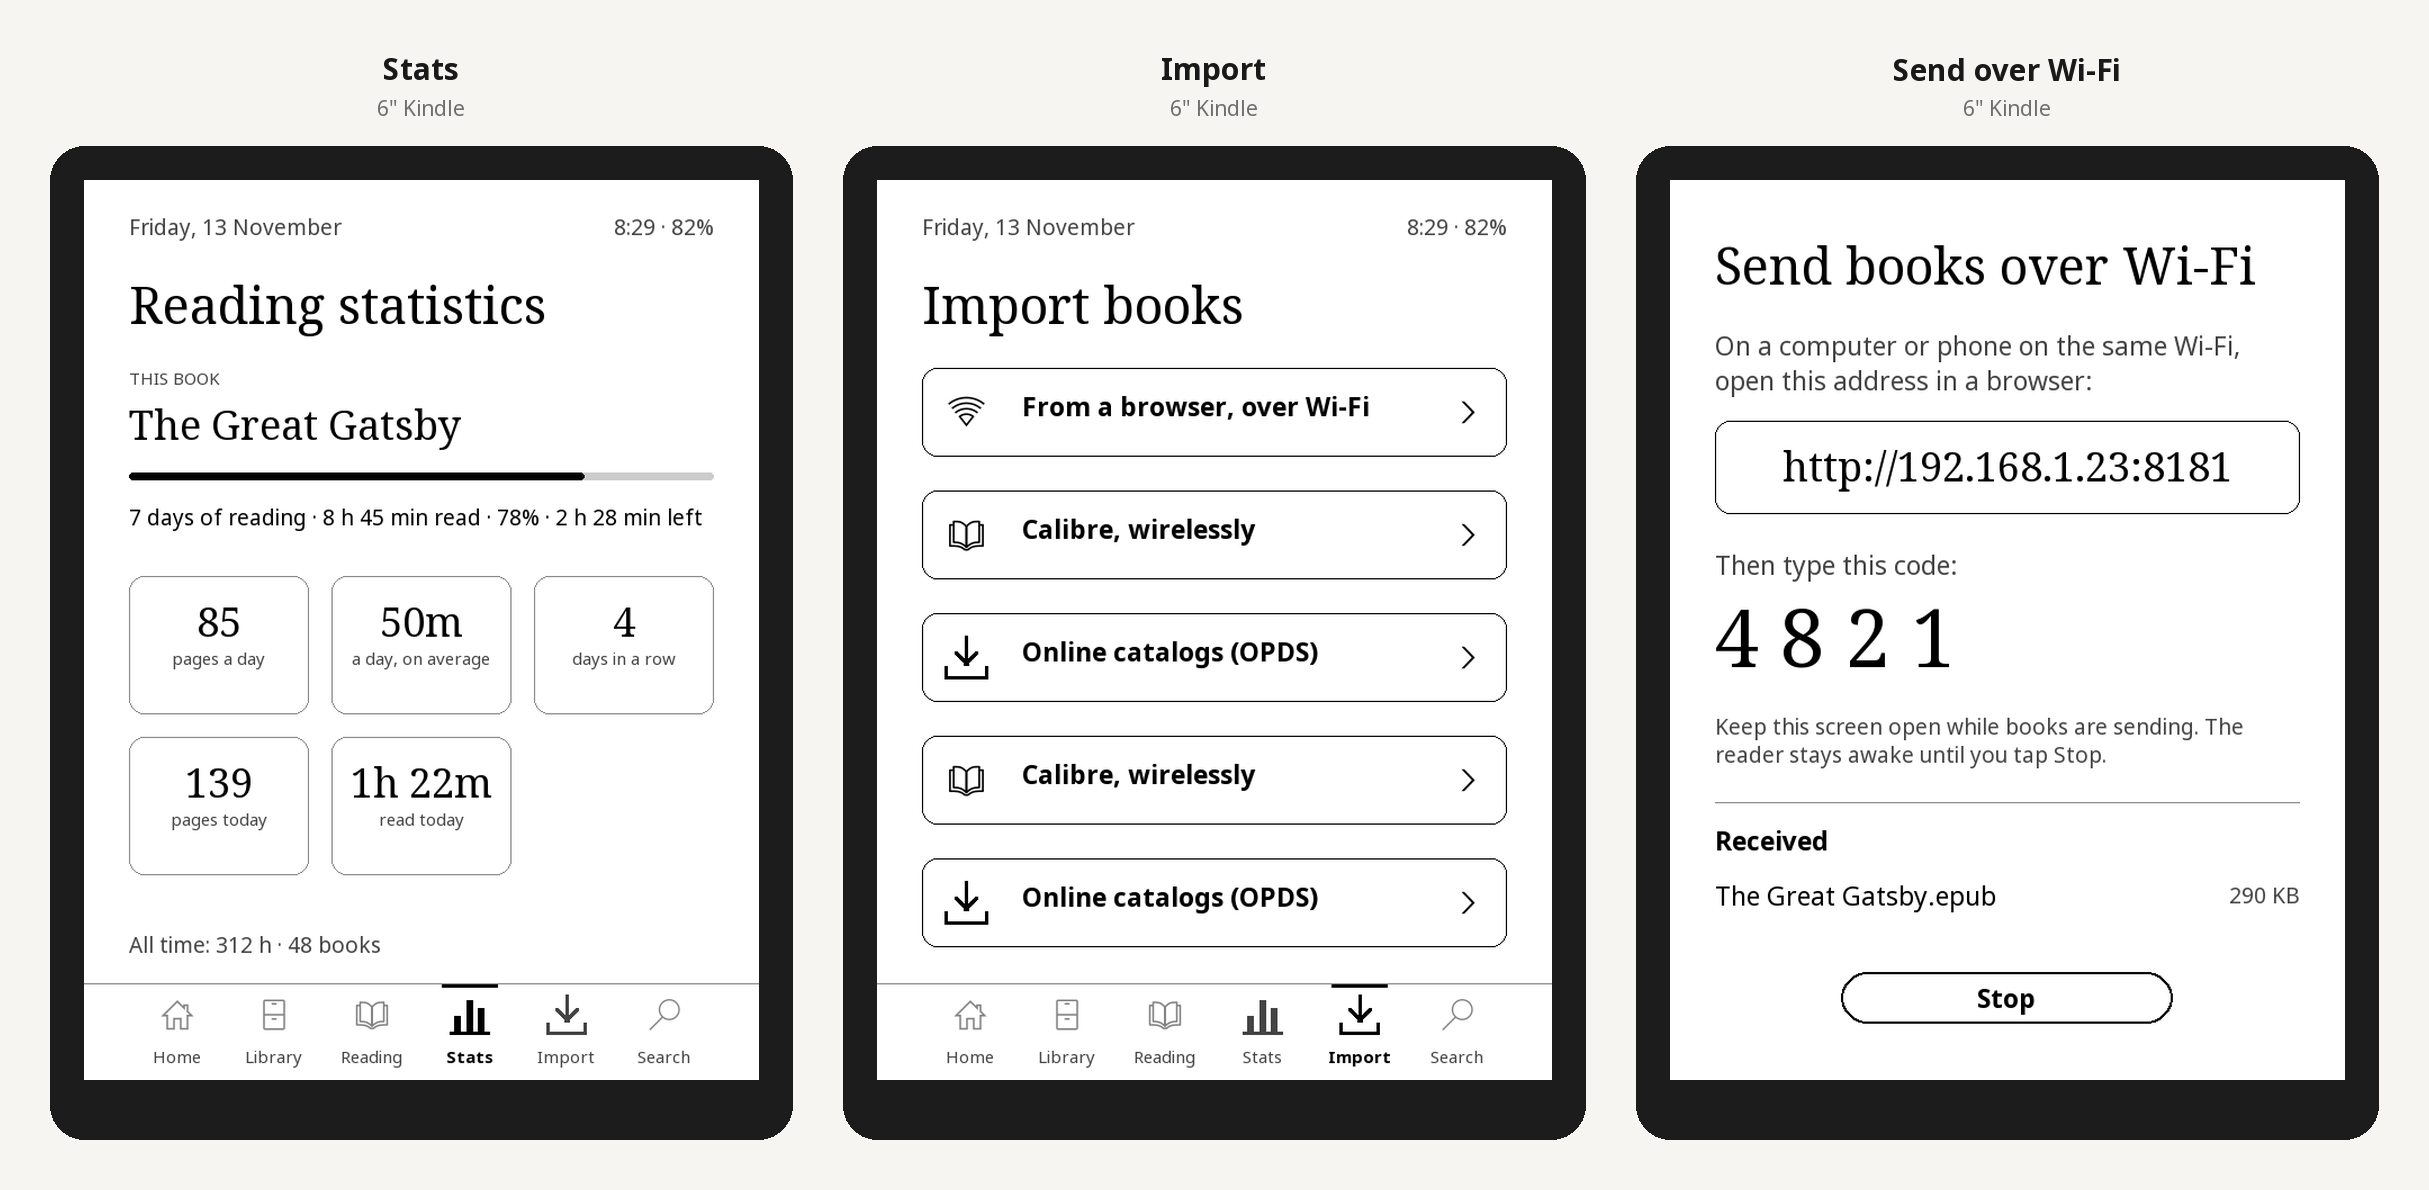 Stats
6" Kindle
Friday, 13 November
8:29 · 82%
Reading statistics
THIS BOOK
The Great Gatsby
7 days of reading · 8 h 45 min read · 78% · 2 h 28 min left
85
pages a day
50m
a day, on average
4
days in a row
139
pages today
1h 22m
read today
All time: 312 h · 48 books
Home
Library
Reading
Stats
Import
Search
Import
6" Kindle
Friday, 13 November
8:29 · 82%
Import books
From a browser, over Wi-Fi
Calibre, wirelessly
Online catalogs (OPDS)
Calibre, wirelessly
Online catalogs (OPDS)
Home
Library
Reading
Stats
Import
Search
Send over Wi-Fi
6" Kindle
Send books over Wi-Fi
On a computer or phone on the same Wi-Fi,
open this address in a browser:
http://192.168.1.23:8181
Then type this code:
4 8 2 1
Keep this screen open while books are sending. The
reader stays awake until you tap Stop.
Received
The Great Gatsby.epub
290 KB
Stop